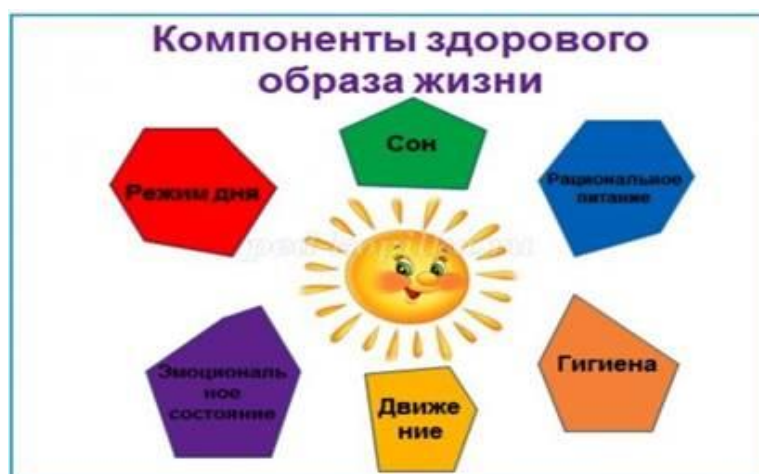 Компоненты здорового
образа жизни
Сон
Режим дня
Рациональное
питание
Эмоциональ
ное
состояние
Движе
ние
Гигиена